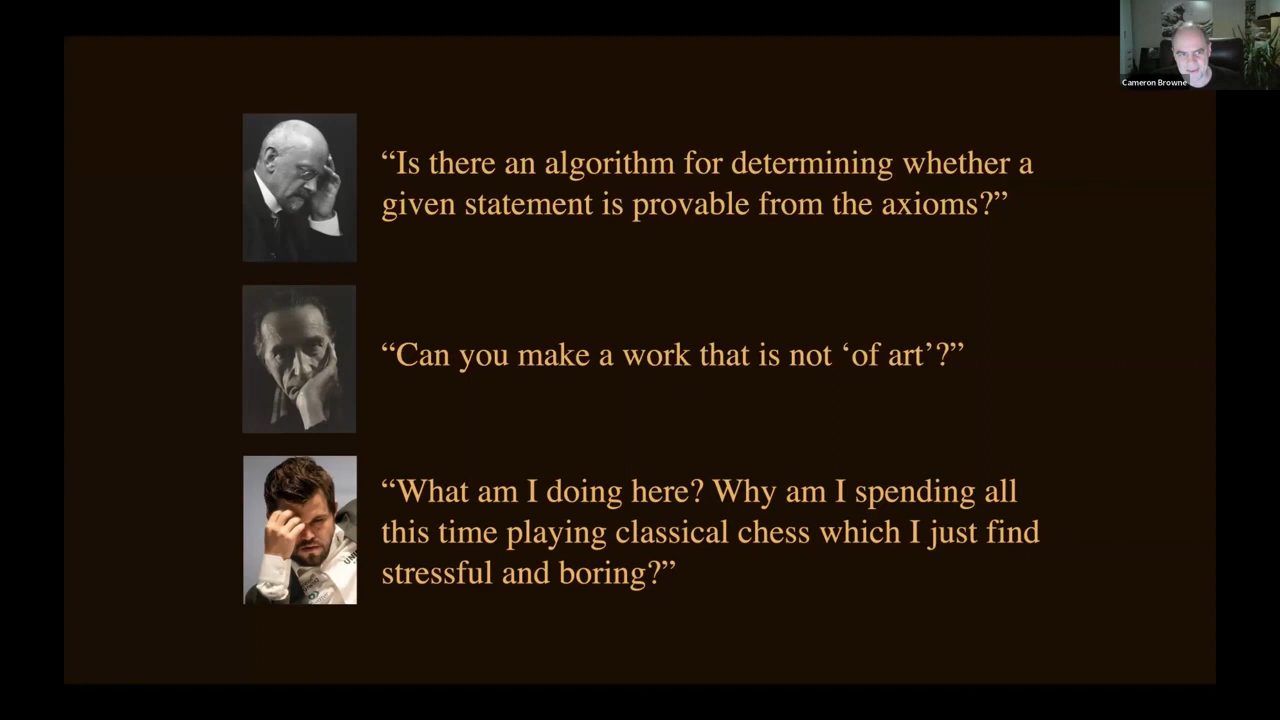 Cameron Browne
“Is there an algorithm for determining whether a
given statement is provable from the axioms?”
“Can you make a work that is not ‘of art’?”
“What am I doing here? Why am I spending all
this time playing classical chess which I just find
stressful and boring?”